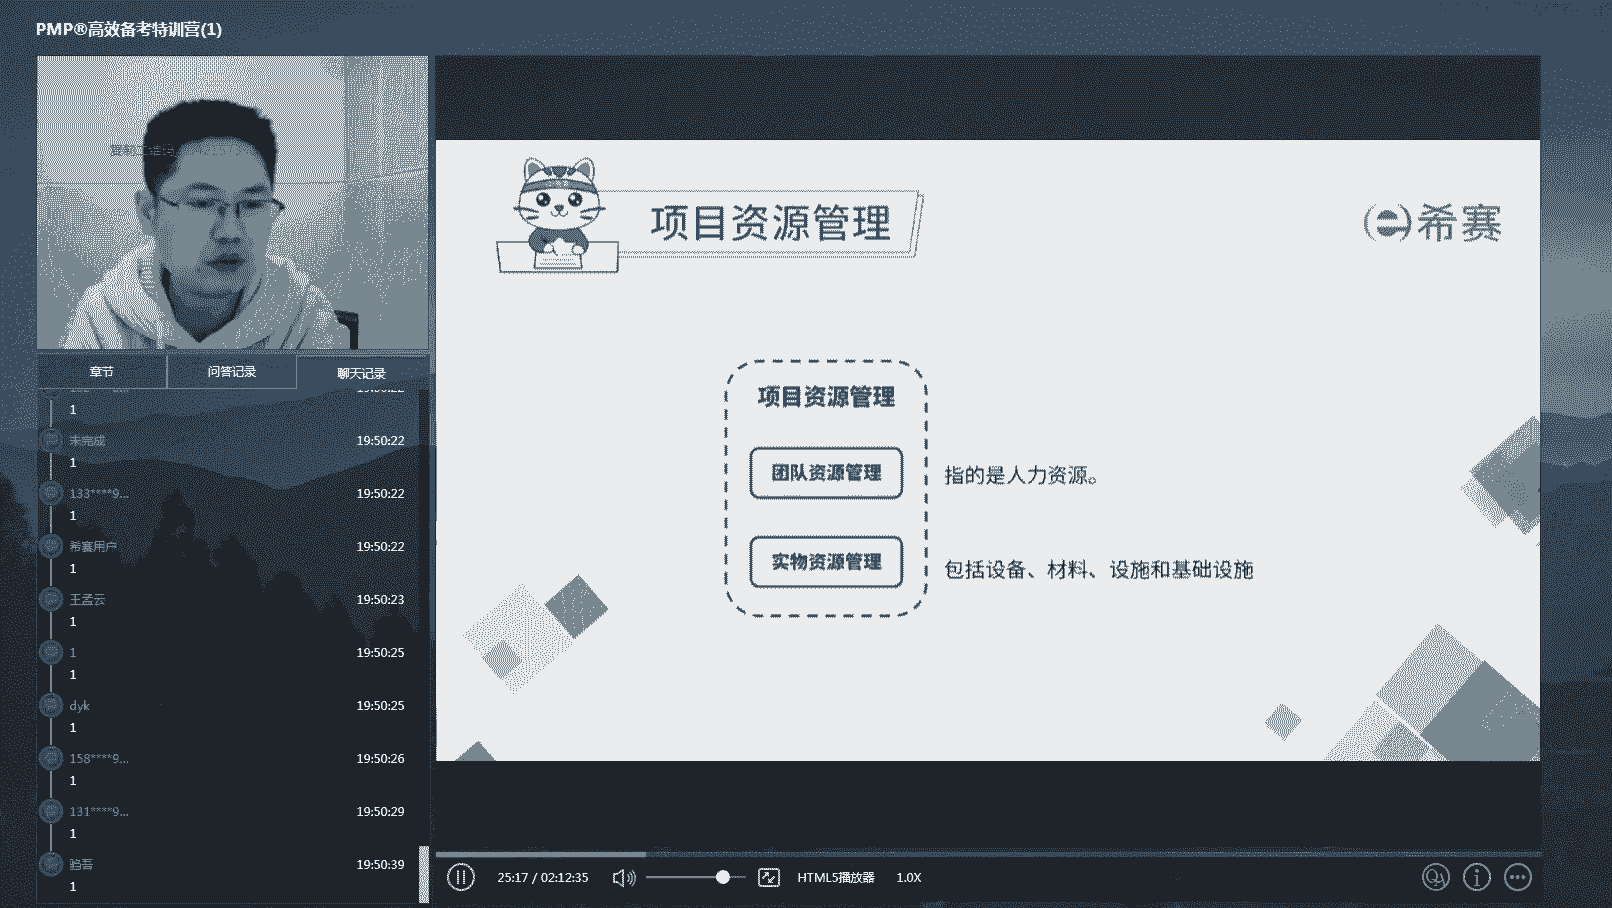 PMP®高效备考特训营(1)
章节
问答记录
聊天记录
1
未完成
19:50:22
1
133****9...
19:50:22
1
希赛用户
19:50:22
1
王孟云
19:50:23
1
1
19:50:25
1
dyk
19:50:25
1
158****9...
19:50:26
1
131****9...
19:50:29
1
19:50:39
1
项目资源管理
希赛
项目资源管理
团队资源管理
指的是人力资源。
实物资源管理
包括设备、材料、设施和基础设施
25:17 / 02:12:35
HTML5播放器
1.0X